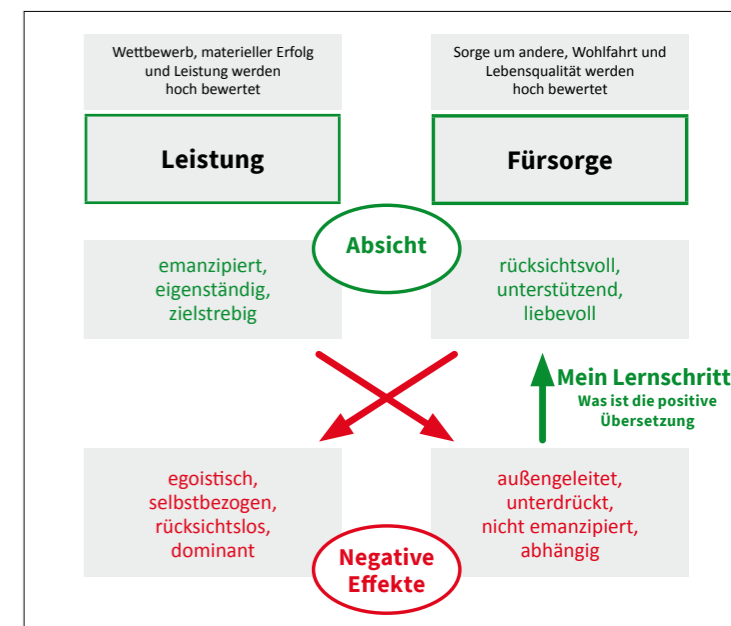 Wettbewerb, materieller Erfolg
und Leistung werden
hoch bewertet
Sorge um andere, Wohlfahrt und
Lebensqualität werden
hoch bewertet
Leistung
Fürsorge
Absicht
emanzipiert,
eigenständig,
zielstrebig
rücksichtsvoll,
unterstützend,
liebevoll
Mein Lernschritt
Was ist die positive
Übersetzung
egoistisch,
selbstbezogen,
rücksichtslos,
dominant
außengeleitet,
unterdrückt,
nicht emanzipiert,
abhängig
Negative
Effekte